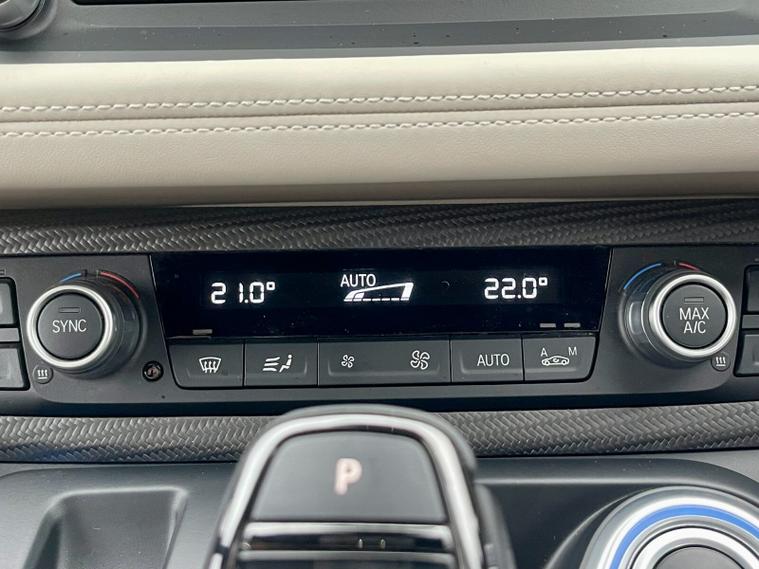 AUTO
21.0°
22.0°
SYNC
MAX
A/C
AUTO
A M
P